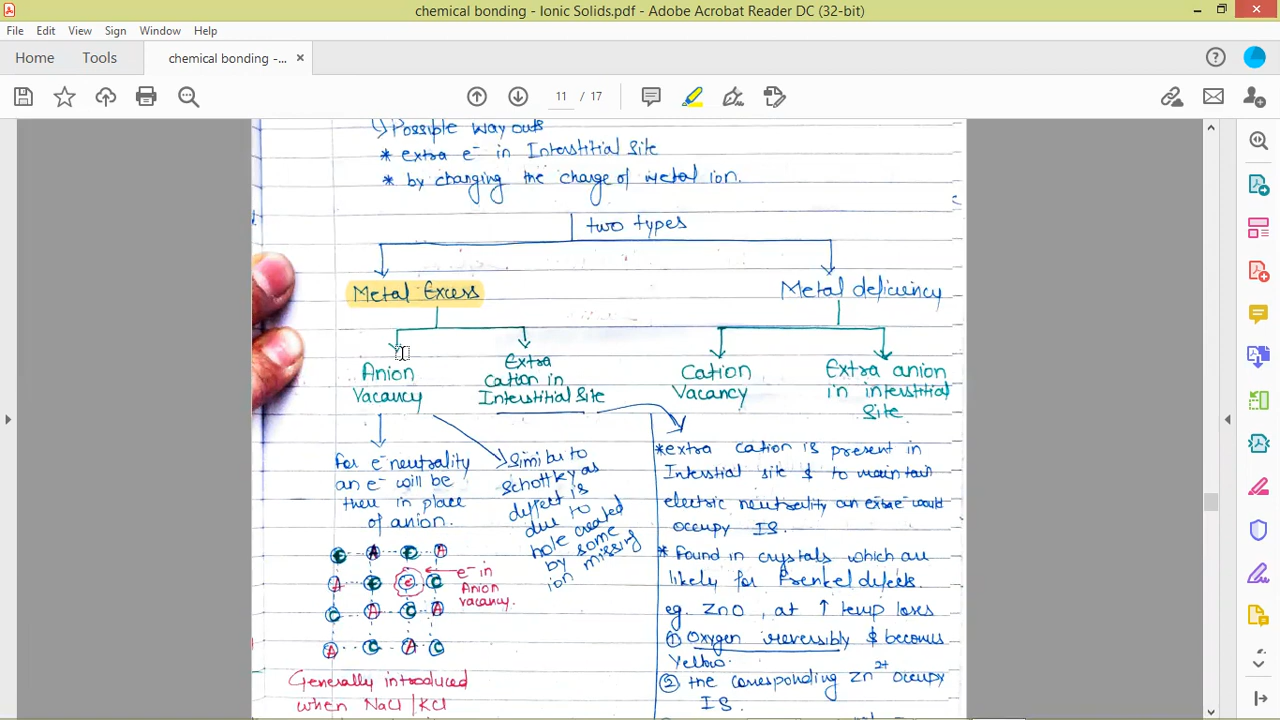 chemical bonding - Ionic Solids.pdf - Adobe Acrobat Reader DC (32-bit)
File Edit View Sign Window Help
Home Tools chemical bonding -... ×
11 / 17
Possible way outs
* extra e⁻ in Interstitial Site
* by changing the charge of metal ion.
two types
Metal Excess
Metal deficiency
Anion
Vacancy
Extra
Cation in
Interstitial Site
Cation
Vacancy
Extra anion
in interstitial
Site
for e⁻ neutrality
an e⁻ will be
then in place
of anion.
Similar to
schottky as
defect is
due to
hole created
by some
ion missing
*extra cation is present in
Interstial site & to maintain
electric neutrality an extra e⁻ would
occupy IS.
* found in crystals which are
likely for Frenkel defects.
eg. ZnO, at ↑ temp loses
① Oxygen ireversibly & becomes
Yellow.
② the corresponding Zn²⁺ occupy
IS.
C A C A
A C e⁻ C
C A C A
A C A C
e⁻ in
Anion
vacancy.
Generally introduced
when NaCl/KCl